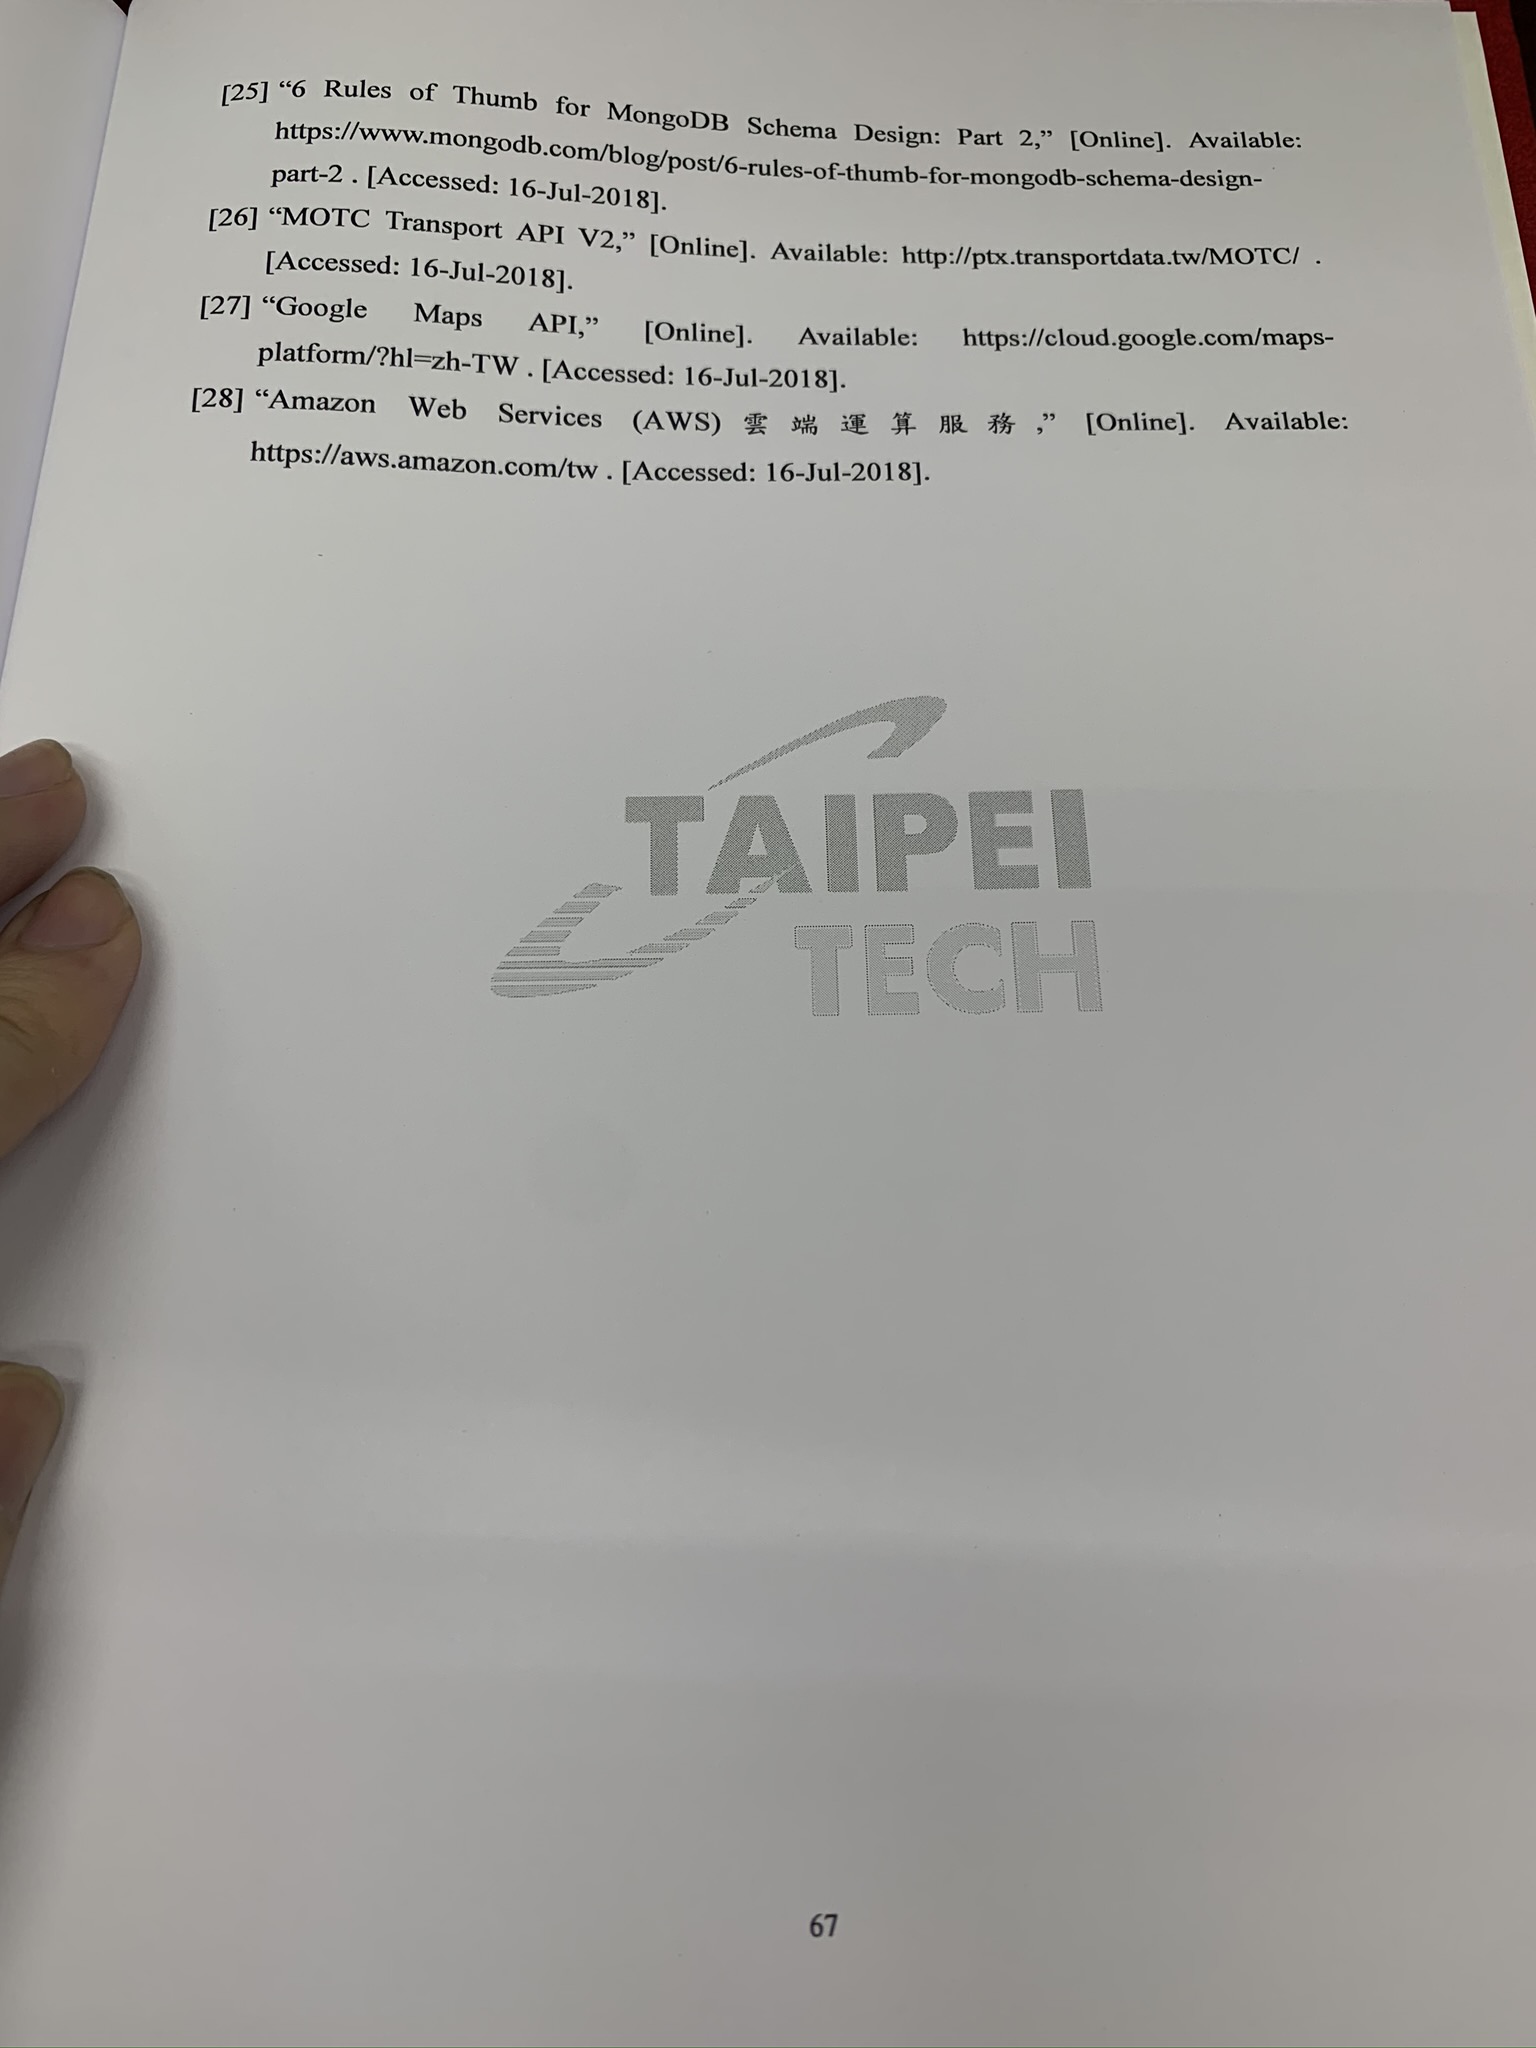 [25] “6 Rules of Thumb for MongoDB Schema Design: Part 2,” [Online]. Available:
https://www.mongodb.com/blog/post/6-rules-of-thumb-for-mongodb-schema-design-
part-2 . [Accessed: 16-Jul-2018].
[26] “MOTC Transport API V2,” [Online]. Available: http://ptx.transportdata.tw/MOTC/ .
[Accessed: 16-Jul-2018].
[27] “Google Maps API,” [Online]. Available: https://cloud.google.com/maps-
platform/?hl=zh-TW . [Accessed: 16-Jul-2018].
[28] “Amazon Web Services (AWS) 雲端運算服務,” [Online]. Available:
https://aws.amazon.com/tw . [Accessed: 16-Jul-2018].
TAIPEI
TECH
67